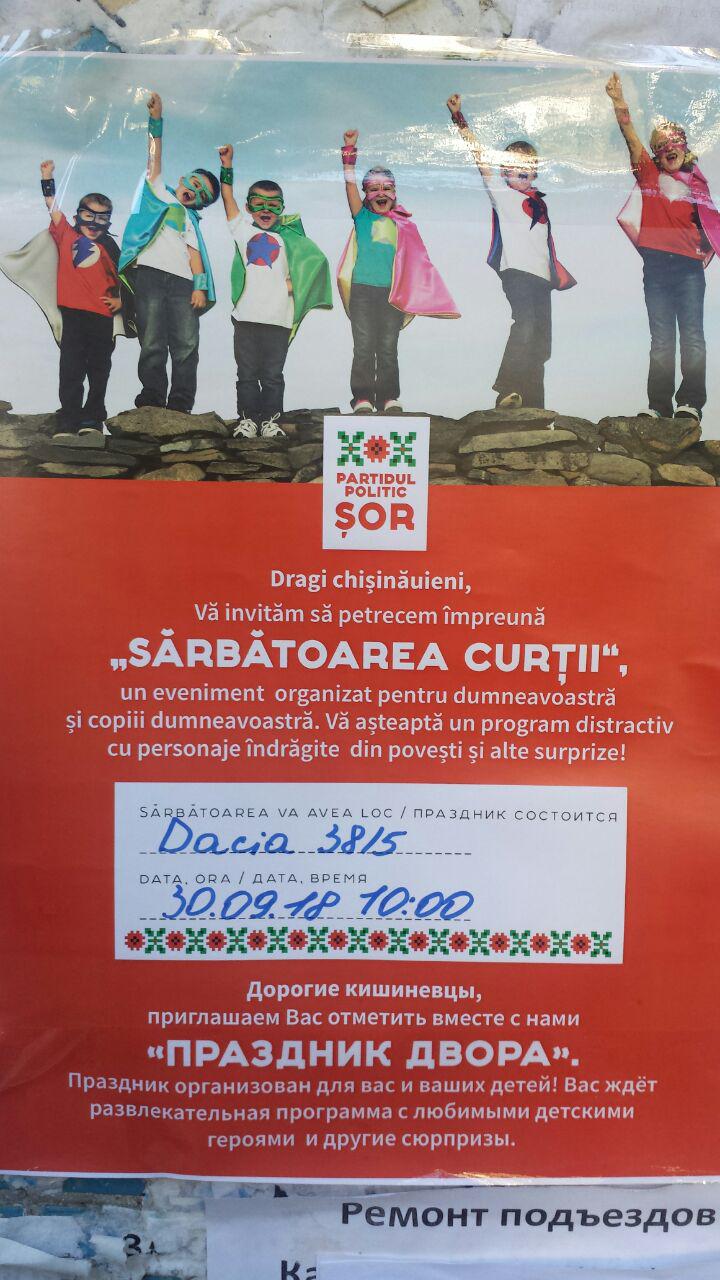 PARTIDUL
POLITIC
ȘOR
Dragi chișinăuieni,
Vă invităm să petrecem împreună
„SĂRBĂTOAREA CURȚII“,
un eveniment organizat pentru dumneavoastră
și copiii dumneavoastră. Vă așteaptă un program distractiv
cu personaje îndrăgite din povești și alte surprize!
SĂRBĂTOAREA VA AVEA LOC / ПРАЗДНИК СОСТОИТСЯ
Dacia 38/5
DATA, ORA / ДАТА, ВРЕМЯ
30.09.18 10:00
Дорогие кишиневцы,
приглашаем Вас отметить вместе с нами
«ПРАЗДНИК ДВОРА».
Праздник организован для вас и ваших детей! Вас ждёт
развлекательная программа с любимыми детскими
героями и другие сюрпризы.
Ремонт подъездов